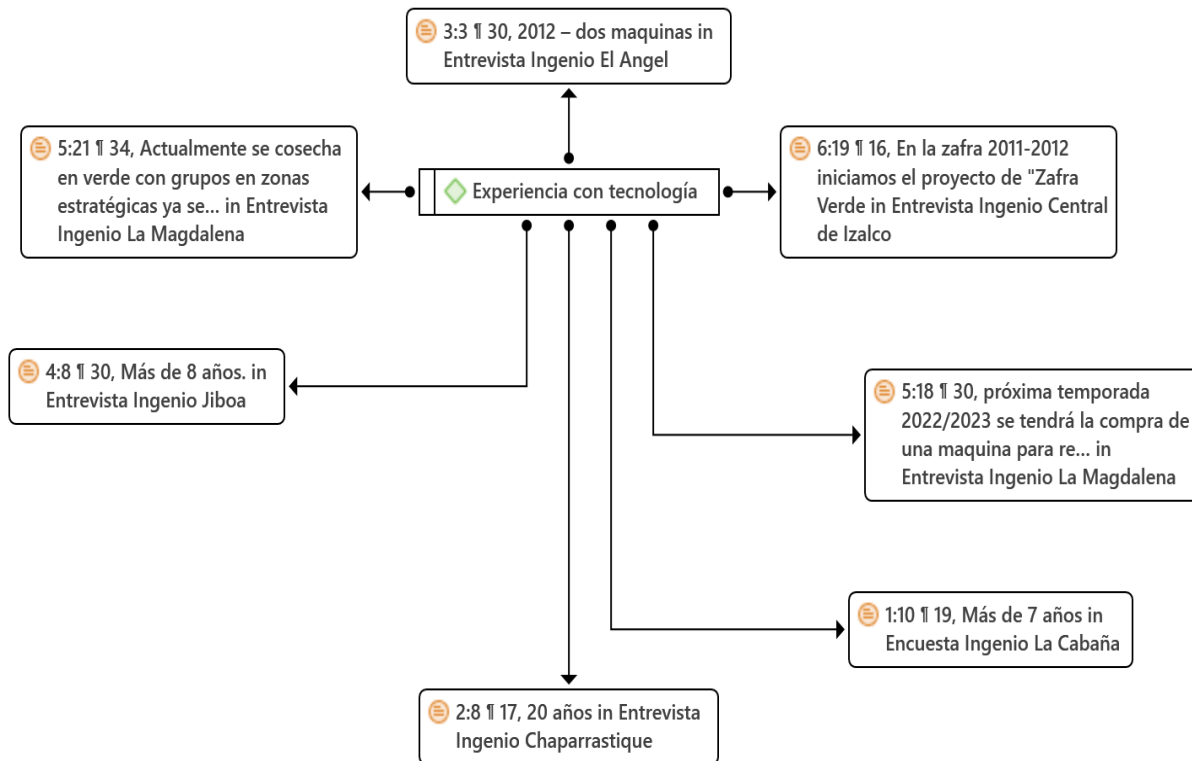 3:3 ¶ 30, 2012 – dos maquinas in
Entrevista Ingenio El Angel
5:21 ¶ 34, Actualmente se cosecha
en verde con grupos en zonas
estratégicas ya se... in Entrevista
Ingenio La Magdalena
Experiencia con tecnología
6:19 ¶ 16, En la zafra 2011-2012
iniciamos el proyecto de "Zafra
Verde in Entrevista Ingenio Central
de Izalco
4:8 ¶ 30, Más de 8 años. in
Entrevista Ingenio Jiboa
5:18 ¶ 30, próxima temporada
2022/2023 se tendrá la compra de
una maquina para re... in
Entrevista Ingenio La Magdalena
1:10 ¶ 19, Más de 7 años in
Encuesta Ingenio La Cabaña
2:8 ¶ 17, 20 años in Entrevista
Ingenio Chaparrastique